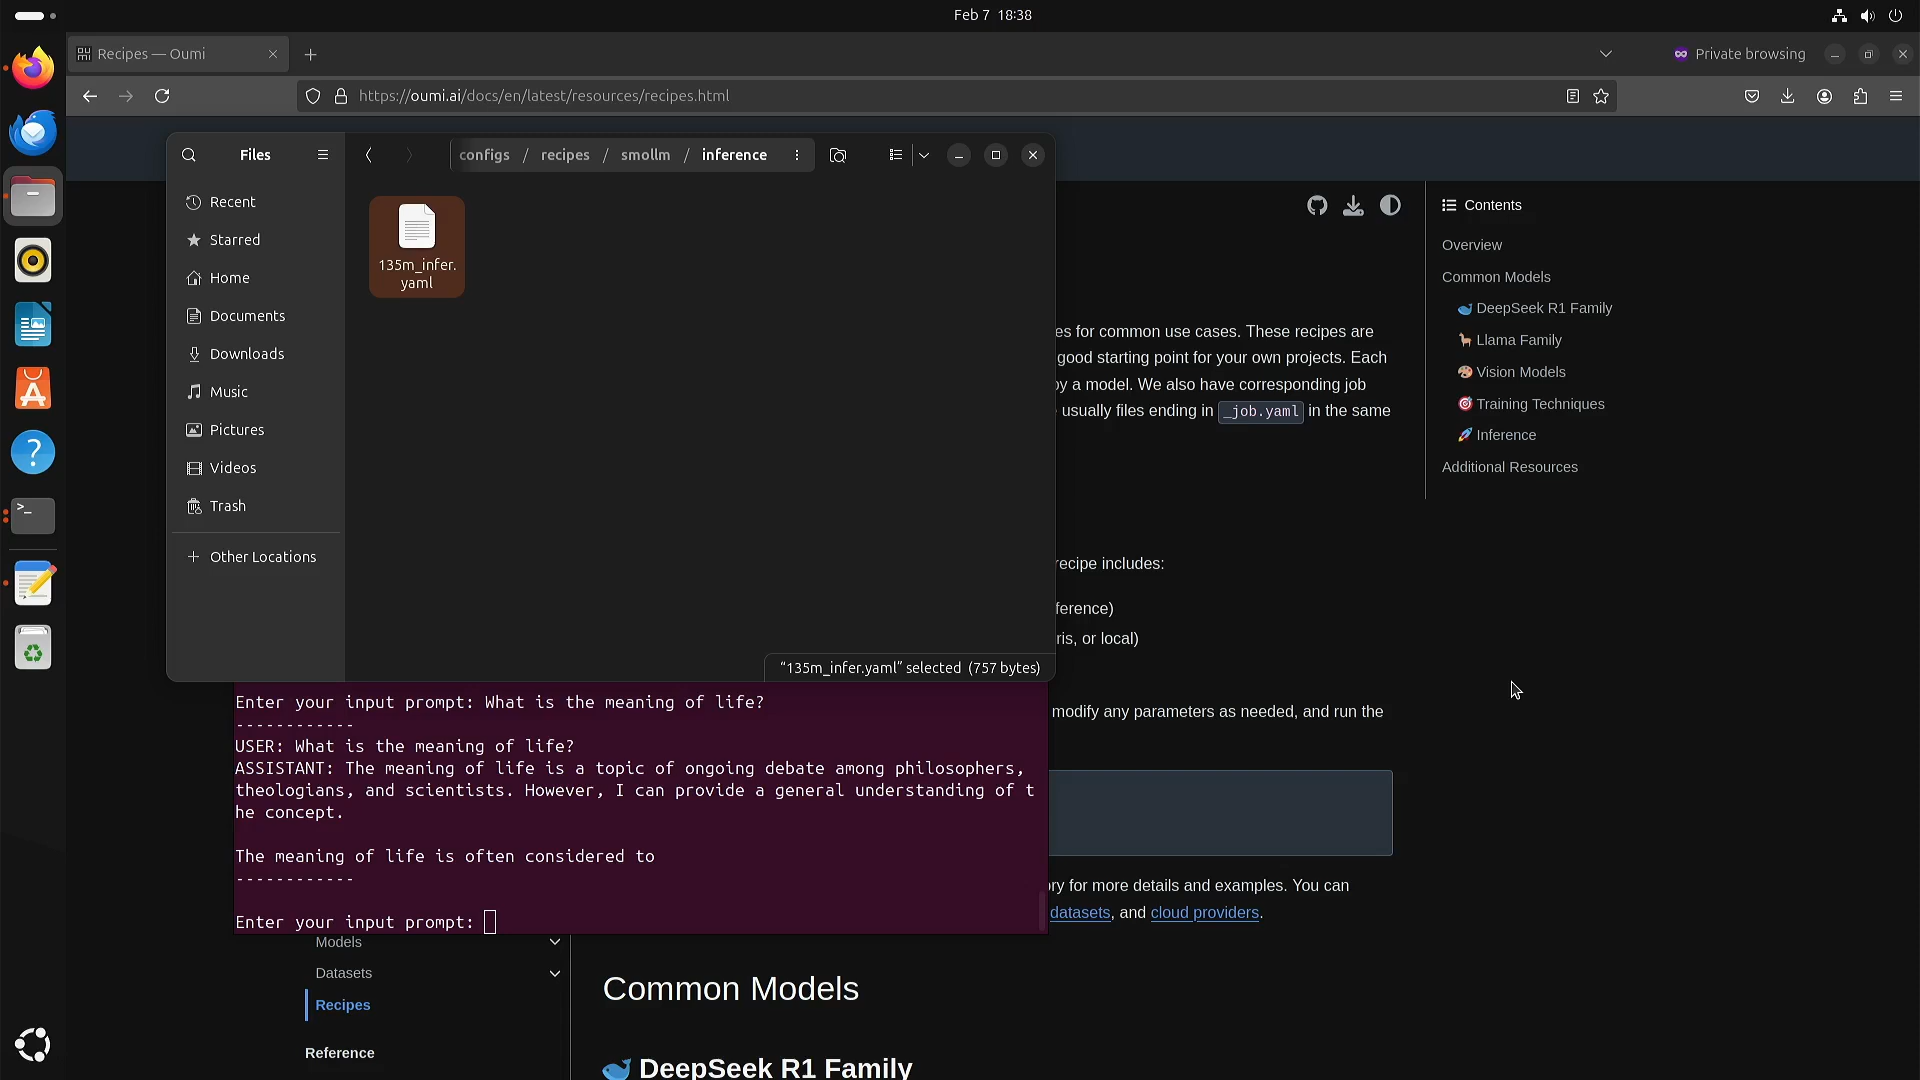 Feb 7 18:38
Recipes — Oumi
Private browsing
https://oumi.ai/docs/en/latest/resources/recipes.html
Files
configs / recipes / smollm / inference
Recent
Starred
Home
Documents
Downloads
Music
Pictures
Videos
Trash
Other Locations
135m_infer.
yaml
"135m_infer.yaml" selected (757 bytes)
Contents
Overview
Common Models
DeepSeek R1 Family
Llama Family
Vision Models
Training Techniques
Inference
Additional Resources
es for common use cases. These recipes are
good starting point for your own projects. Each
by a model. We also have corresponding job
usually files ending in _job.yaml in the same
recipe includes:
ference)
ris, or local)
modify any parameters as needed, and run the
ory for more details and examples. You can
datasets, and cloud providers.
Enter your input prompt: What is the meaning of life?
------------
USER: What is the meaning of life?
ASSISTANT: The meaning of life is a topic of ongoing debate among philosophers,
theologians, and scientists. However, I can provide a general understanding of t
he concept.
The meaning of life is often considered to
------------
Enter your input prompt:
Models
Datasets
Recipes
Reference
Common Models
DeepSeek R1 Family